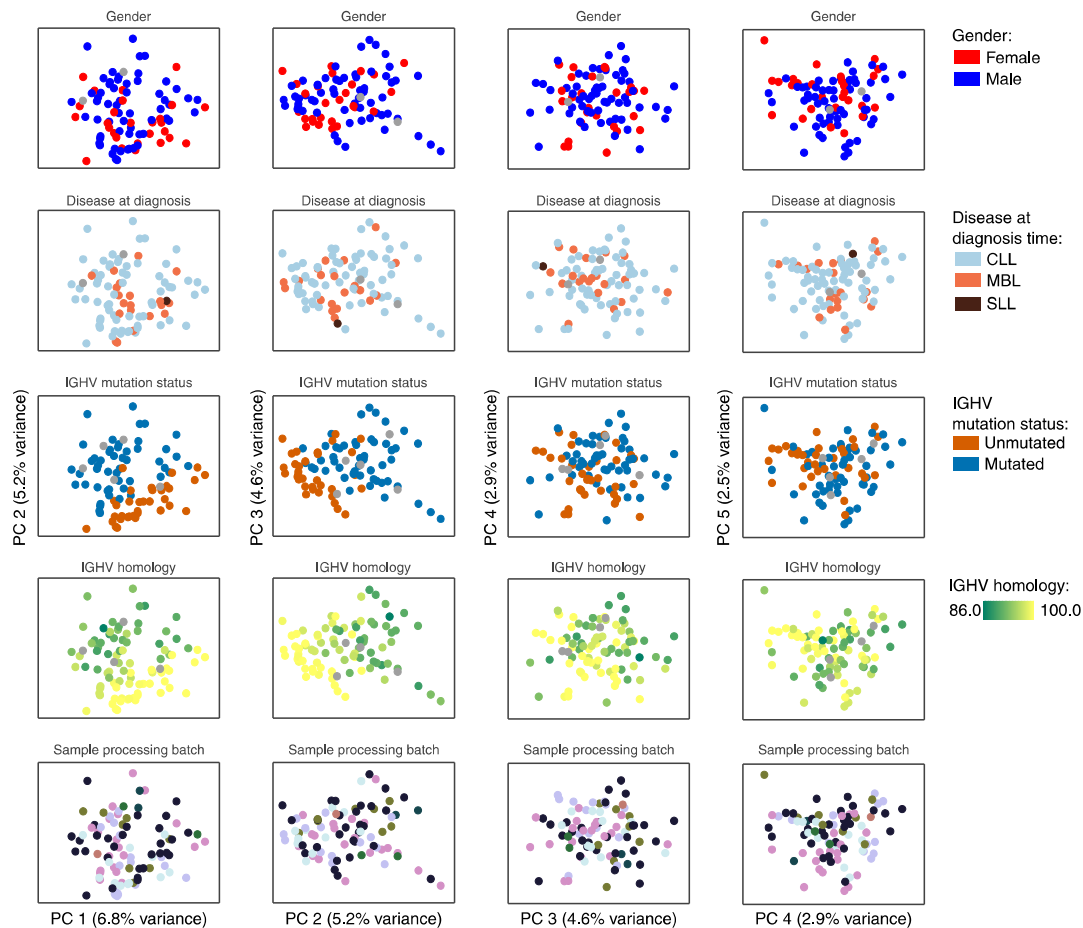 Gender
Gender
Gender
Gender
Gender:
Female
Male
Disease at diagnosis
Disease at diagnosis
Disease at diagnosis
Disease at diagnosis
Disease at
diagnosis time:
CLL
MBL
SLL
IGHV mutation status
IGHV mutation status
IGHV mutation status
IGHV mutation status
IGHV
mutation status:
Unmutated
Mutated
PC 2 (5.2% variance)
PC 3 (4.6% variance)
PC 4 (2.9% variance)
PC 5 (2.5% variance)
IGHV homology
IGHV homology
IGHV homology
IGHV homology
IGHV homology:
86.0 100.0
Sample processing batch
Sample processing batch
Sample processing batch
Sample processing batch
PC 1 (6.8% variance)
PC 2 (5.2% variance)
PC 3 (4.6% variance)
PC 4 (2.9% variance)